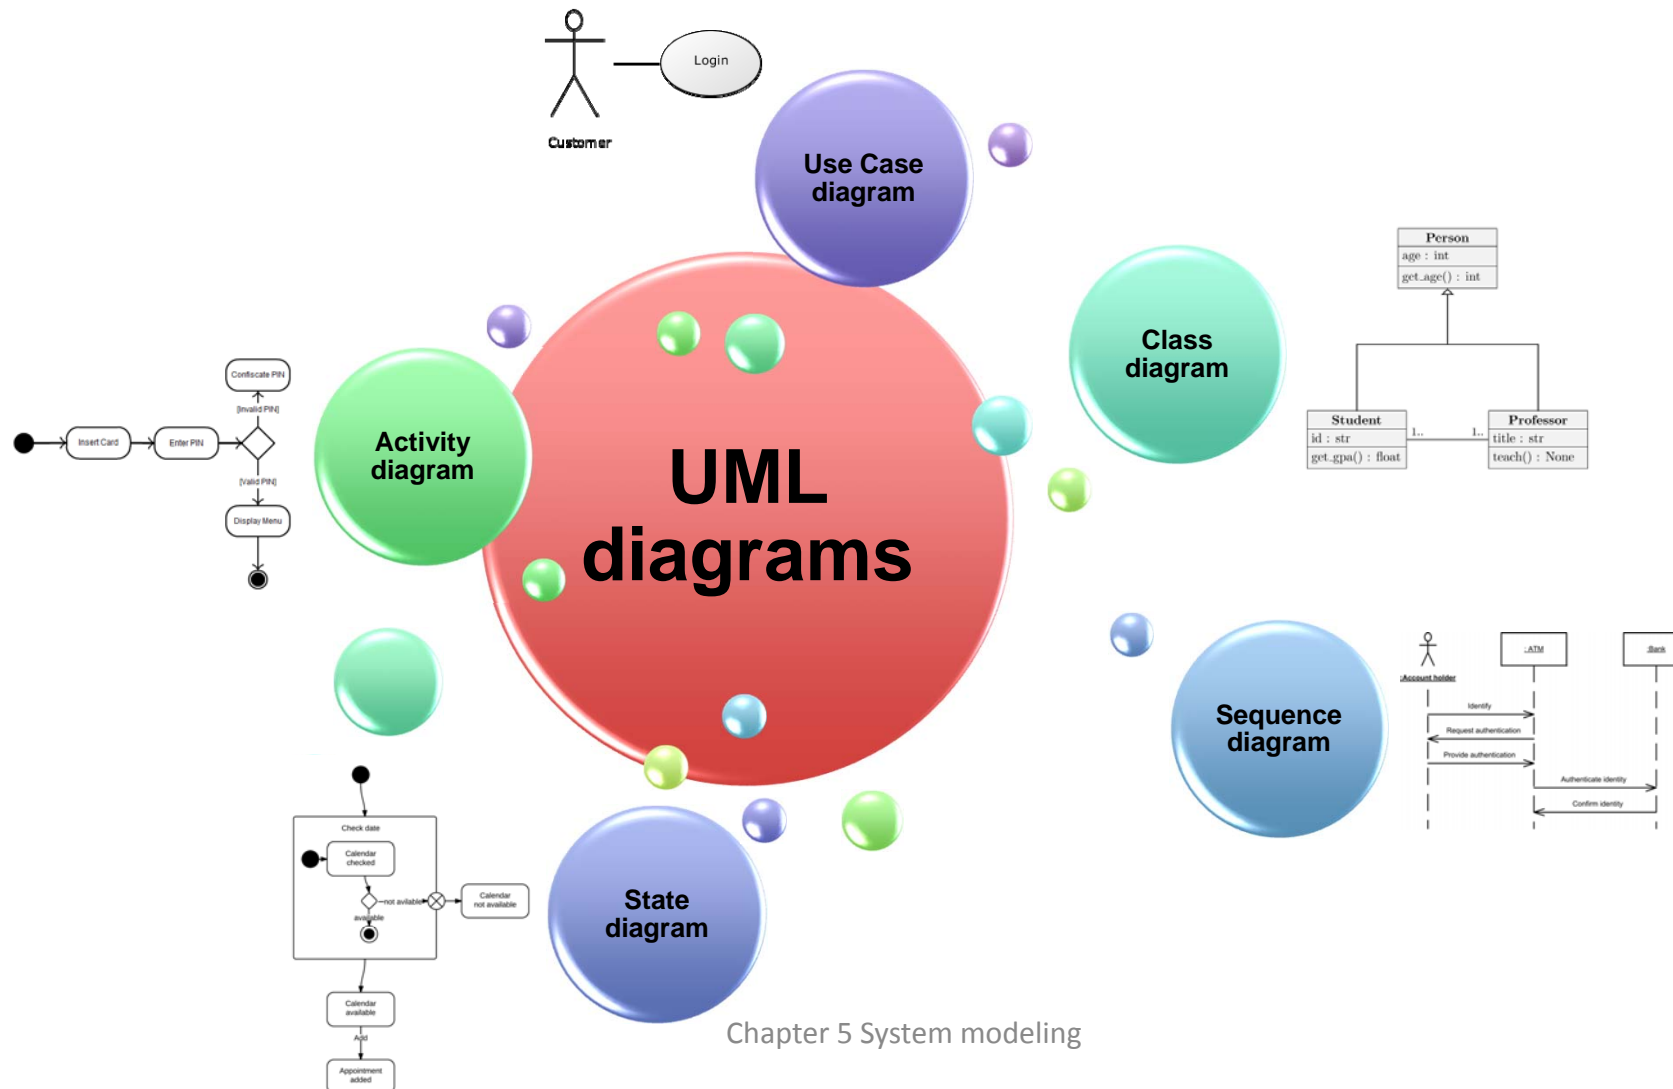 Login
Customer
Use Case
diagram
Person
age : int
get_age() : int
Class
diagram
Student
id : str
get_gpa() : float
1..
1..
Professor
title : str
teach() : None
Confiscate PIN
[Invalid PIN]
Insert Card
Enter PIN
[Valid PIN]
Display Menu
Activity
diagram
UML
diagrams
Sequence
diagram
:Account holder
: ATM
:Bank
Identify
Request authentication
Provide authentication
Authenticate identity
Confirm identity
Check date
Calendar
checked
not avilable
available
Calendar
not available
Calendar
available
Add
Appointment
added
State
diagram
Chapter 5 System modeling